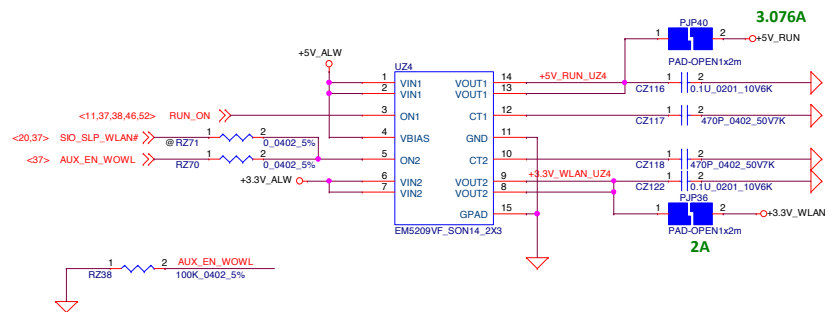 3.076A
PJP40
1 2
+5V_RUN
PAD-OPEN1x2m
+5V_ALW
UZ4
1 VIN1 VOUT1 14 +5V_RUN_UZ4 1 2
2 VIN1 VOUT1 13 CZ116 0.1U_0201_10V6K
<11,37,38,46,52> RUN_ON 3 ON1 CT1 12 1 2
CZ117 470P_0402_50V7K
<20,37> SIO_SLP_WLAN# 1 2 4 VBIAS GND 11
@RZ71 0_0402_5%
<37> AUX_EN_WOWL 1 2 5 ON2 CT2 10 1 2
RZ70 0_0402_5% CZ118 470P_0402_50V7K
+3.3V_ALW 6 VIN2 VOUT2 9 +3.3V_WLAN_UZ4 1 2
7 VIN2 VOUT2 8 CZ122 0.1U_0201_10V6K
PJP36
GPAD 15 1 2 +3.3V_WLAN
EM5209VF_SON14_2X3 PAD-OPEN1x2m
2A
1 2 AUX_EN_WOWL
RZ38 100K_0402_5%